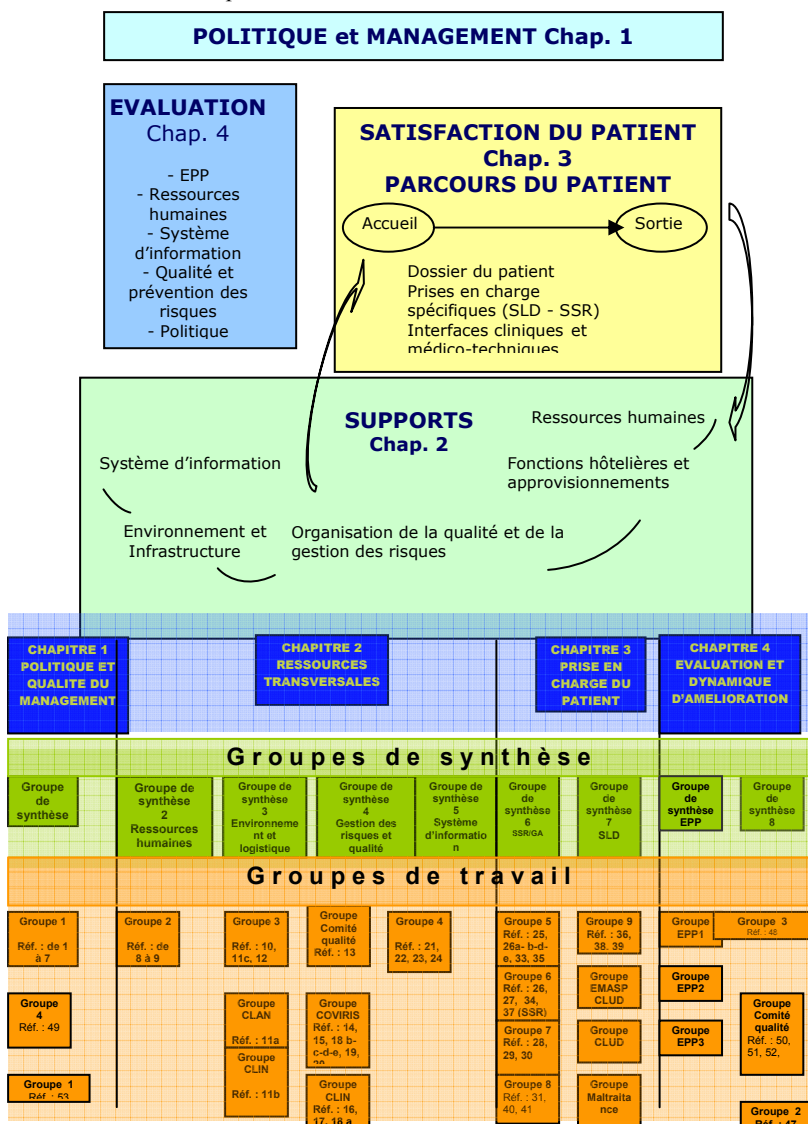 POLITIQUE et MANAGEMENT Chap. 1
EVALUATION
Chap. 4
- EPP
- Ressources
humaines
- Système
d'information
- Qualité et
prévention des
risques
- Politique
SATISFACTION DU PATIENT
Chap. 3
PARCOURS DU PATIENT
Accueil
Sortie
Dossier du patient
Prises en charge
spécifiques (SLD - SSR)
Interfaces cliniques et
médico-techniques
SUPPORTS
Chap. 2
Ressources humaines
Système d'information
Fonctions hôtelières et
approvisionnements
Environnement et
Infrastructure
Organisation de la qualité et de la
gestion des risques
CHAPITRE 1
POLITIQUE ET
QUALITE DU
MANAGEMENT
CHAPITRE 2
RESSOURCES
TRANSVERSALES
CHAPITRE 3
PRISE EN
CHARGE DU
PATIENT
CHAPITRE 4
EVALUATION ET
DYNAMIQUE
D'AMELIORATION
Groupes de synthèse
Groupe
de
synthèse
Groupe de
synthèse
2
Ressources
humaines
Groupe de
synthèse
3
Environneme
nt et
logistique
Groupe de
synthèse
4
Gestion des
risques et
qualité
Groupe de
synthèse
5
Système
d'informatio
n
Groupe
de
synthèse
6
SSR/GA
Groupe
de
synthèse
7
SLD
Groupe
de
synthèse
EPP
Groupe
de
synthèse
8
Groupes de travail
Groupe 1
Réf. : de 1
à 7
Groupe
4
Réf. : 49
Groupe 1
Réf. : 53
Groupe 2
Réf. : de
8 à 9
Groupe 3
Réf. : 10,
11c, 12
Groupe
CLAN
Réf. : 11a
Groupe
CLIN
Réf. : 11b
Groupe
Comité
qualité
Réf. : 13
Groupe
COVIRIS
Réf. : 14,
15, 18 b-
c-d-e, 19,
Groupe
CLIN
Réf. : 16,
17, 18 a
Groupe 4
Réf. : 21,
22, 23, 24
Groupe 5
Réf. : 25,
26a- b-d-
e, 33, 35
Groupe 6
Réf. : 26,
27, 34,
37 (SSR)
Groupe 7
Réf. : 28,
29, 30
Groupe 8
Réf. : 31,
40, 41
Groupe 9
Réf. : 36,
38. 39
Groupe
EMASP
CLUD
Groupe
CLUD
Groupe
Maltraita
nce
Groupe
EPP1
Groupe
EPP2
Groupe
EPP3
Groupe 3
Réf. : 48
Groupe
Comité
qualité
Réf. : 50,
51, 52,
Groupe 2
Réf. : 47